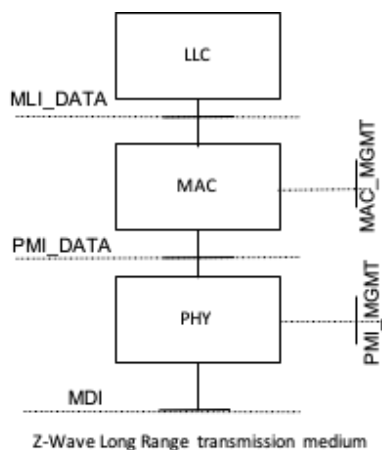 LLC
MLI_DATA
MAC
MAC_MGMT
PMI_DATA
PHY
PMI_MGMT
MDI
Z-Wave Long Range transmission medium